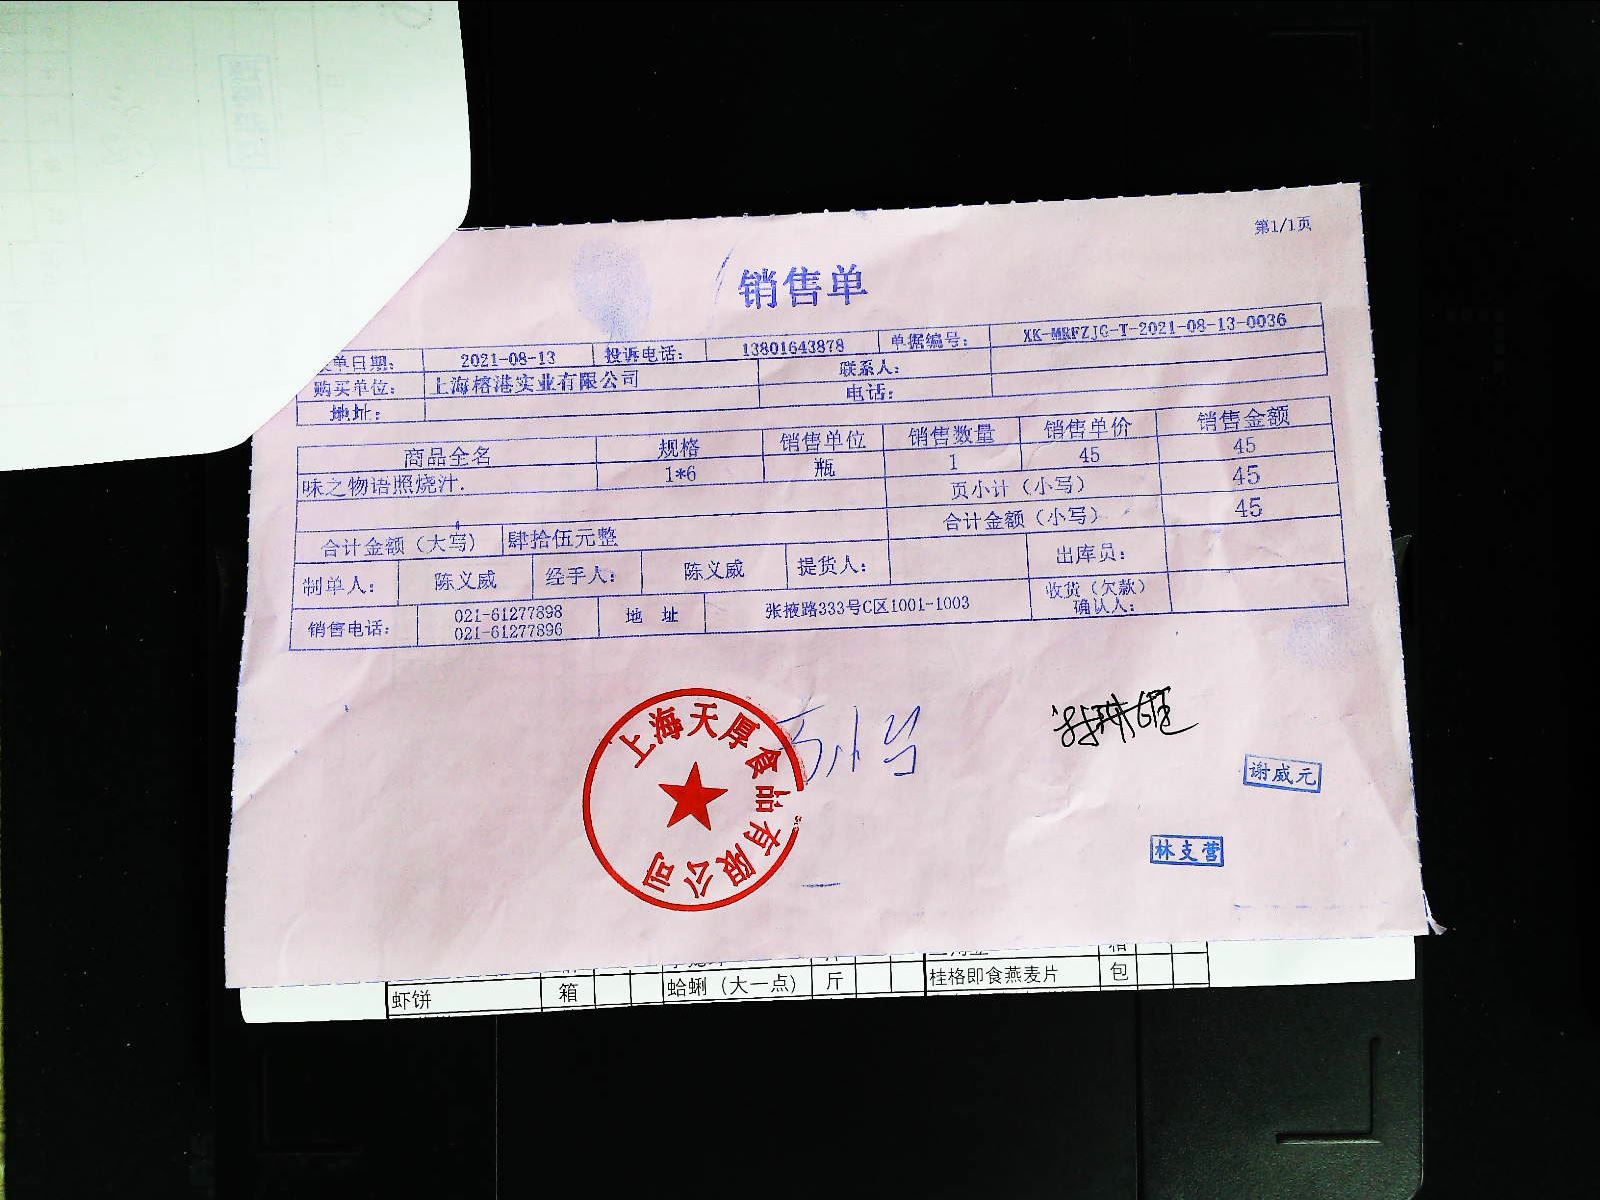 第1/1页
销售单
单日期： 2021-08-13 投诉电话： 13801643878 单据编号： XK-MRFZJC-T-2021-08-13-0036
购买单位： 上海榕港实业有限公司 联系人：
地址： 电话：
商品全名 规格 销售单位 销售数量 销售单价 销售金额
味之物语照烧汁. 1*6 瓶 1 45 45
页小计（小写） 45
合计金额（大写） 肆拾伍元整 合计金额（小写） 45
制单人： 陈义威 经手人： 陈义威 提货人： 出库员：
销售电话： 021-61277898 021-61277896 地 址 张掖路333号C区1001-1003 收货（欠款）确认人：
上海天厚食品有限公司
谢威元
林支营
虾饼 箱 蛤蜊（大一点） 斤 桂格即食燕麦片 包